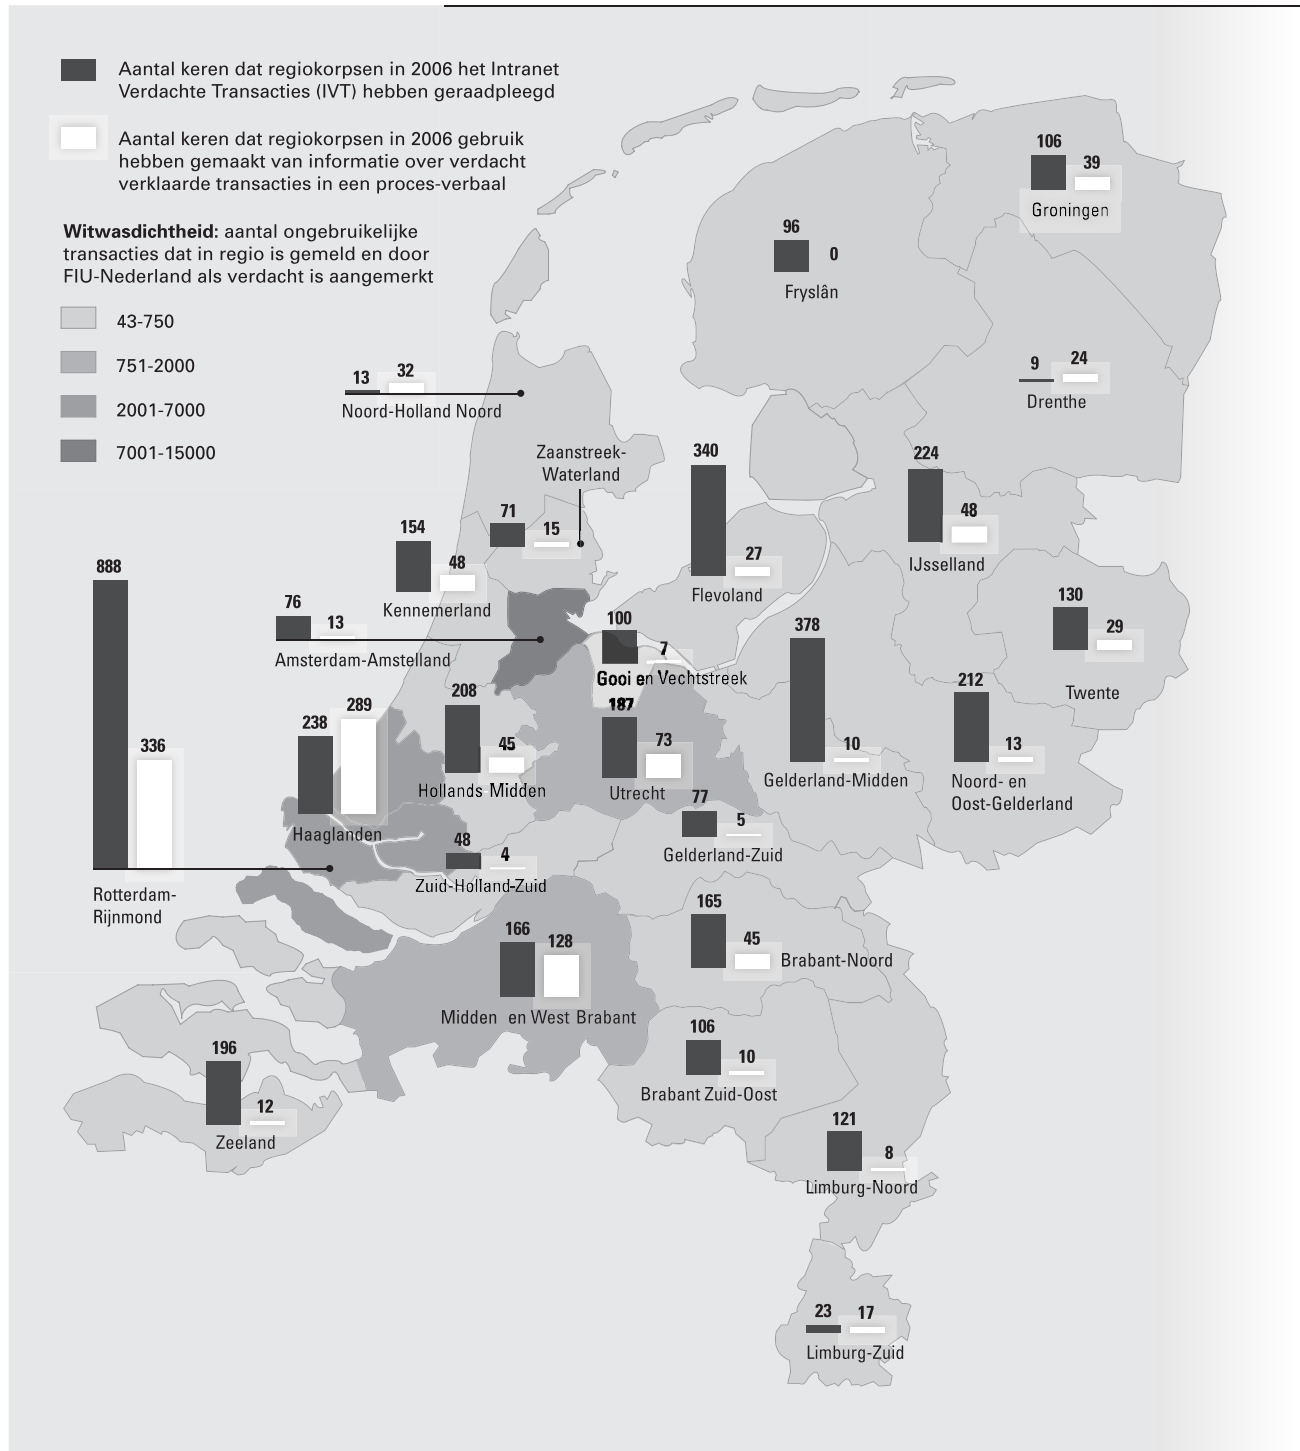 Aantal keren dat regiokorpsen in 2006 het Intranet
Verdachte Transacties (IVT) hebben geraadpleegd
Aantal keren dat regiokorpsen in 2006 gebruik
hebben gemaakt van informatie over verdacht
verklaarde transacties in een proces-verbaal
Witwasdichtheid: aantal ongebruikelijke
transacties dat in regio is gemeld en door
FIU-Nederland als verdacht is aangemerkt
43-750
751-2000
2001-7000
7001-15000
106
39
Groningen
96
0
Fryslân
9
24
Drenthe
13
32
Noord-Holland Noord
Zaanstreek-
Waterland
71
15
340
27
Flevoland
224
48
IJsselland
154
48
Kennemerland
888
336
Rotterdam-
Rijnmond
76
13
Amsterdam-Amstelland
100
7
Gooi en Vechtstreek
130
29
Twente
378
10
Gelderland-Midden
212
13
Noord- en
Oost-Gelderland
238
289
Haaglanden
208
45
Hollands Midden
187
73
Utrecht
77
5
Gelderland-Zuid
48
4
Zuid-Holland-Zuid
166
128
Midden en West Brabant
165
45
Brabant-Noord
106
10
Brabant Zuid-Oost
196
12
Zeeland
121
8
Limburg-Noord
23
17
Limburg-Zuid